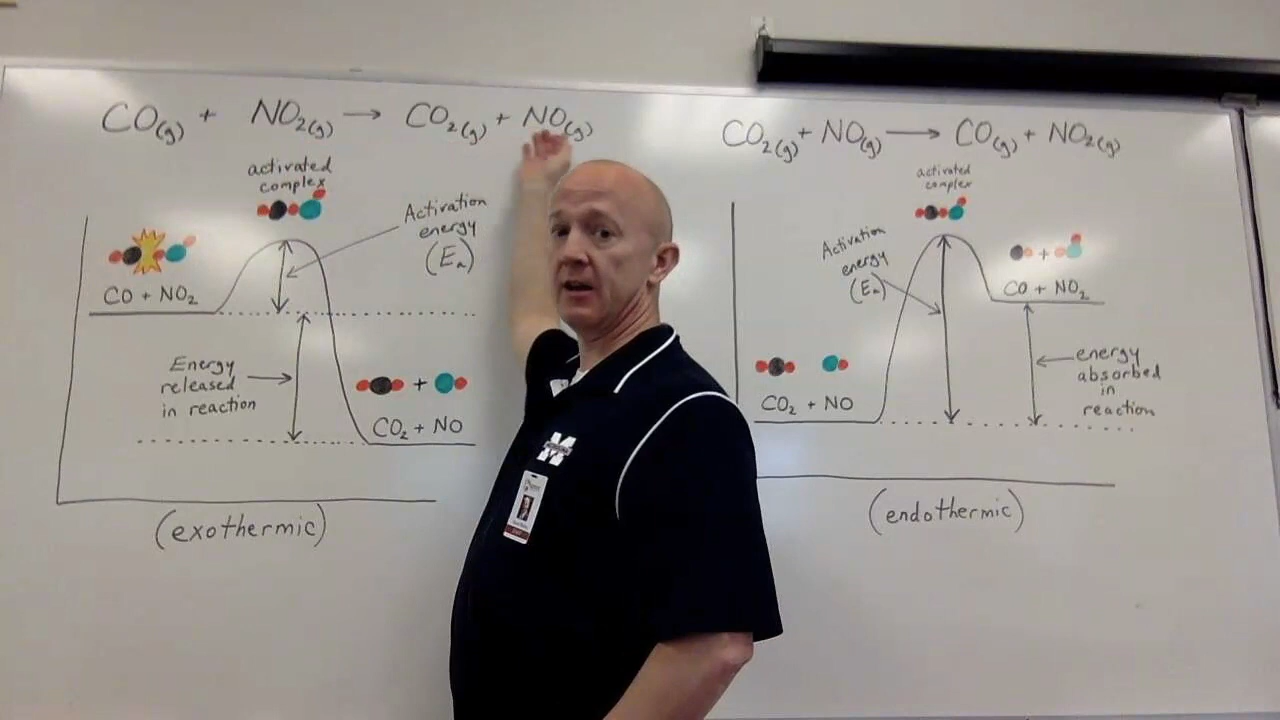 CO(g) + NO₂(g) → CO₂(g) + NO(g)
activated
complex
Activation
energy
(Eₐ)
CO + NO₂
Energy
released
in reaction
CO₂ + NO
(exothermic)
CO₂(g) + NO(g) → CO(g) + NO₂(g)
activated
complex
Activation
energy
(Eₐ)
CO + NO₂
energy
absorbed
in
reaction
CO₂ + NO
(endothermic)
M